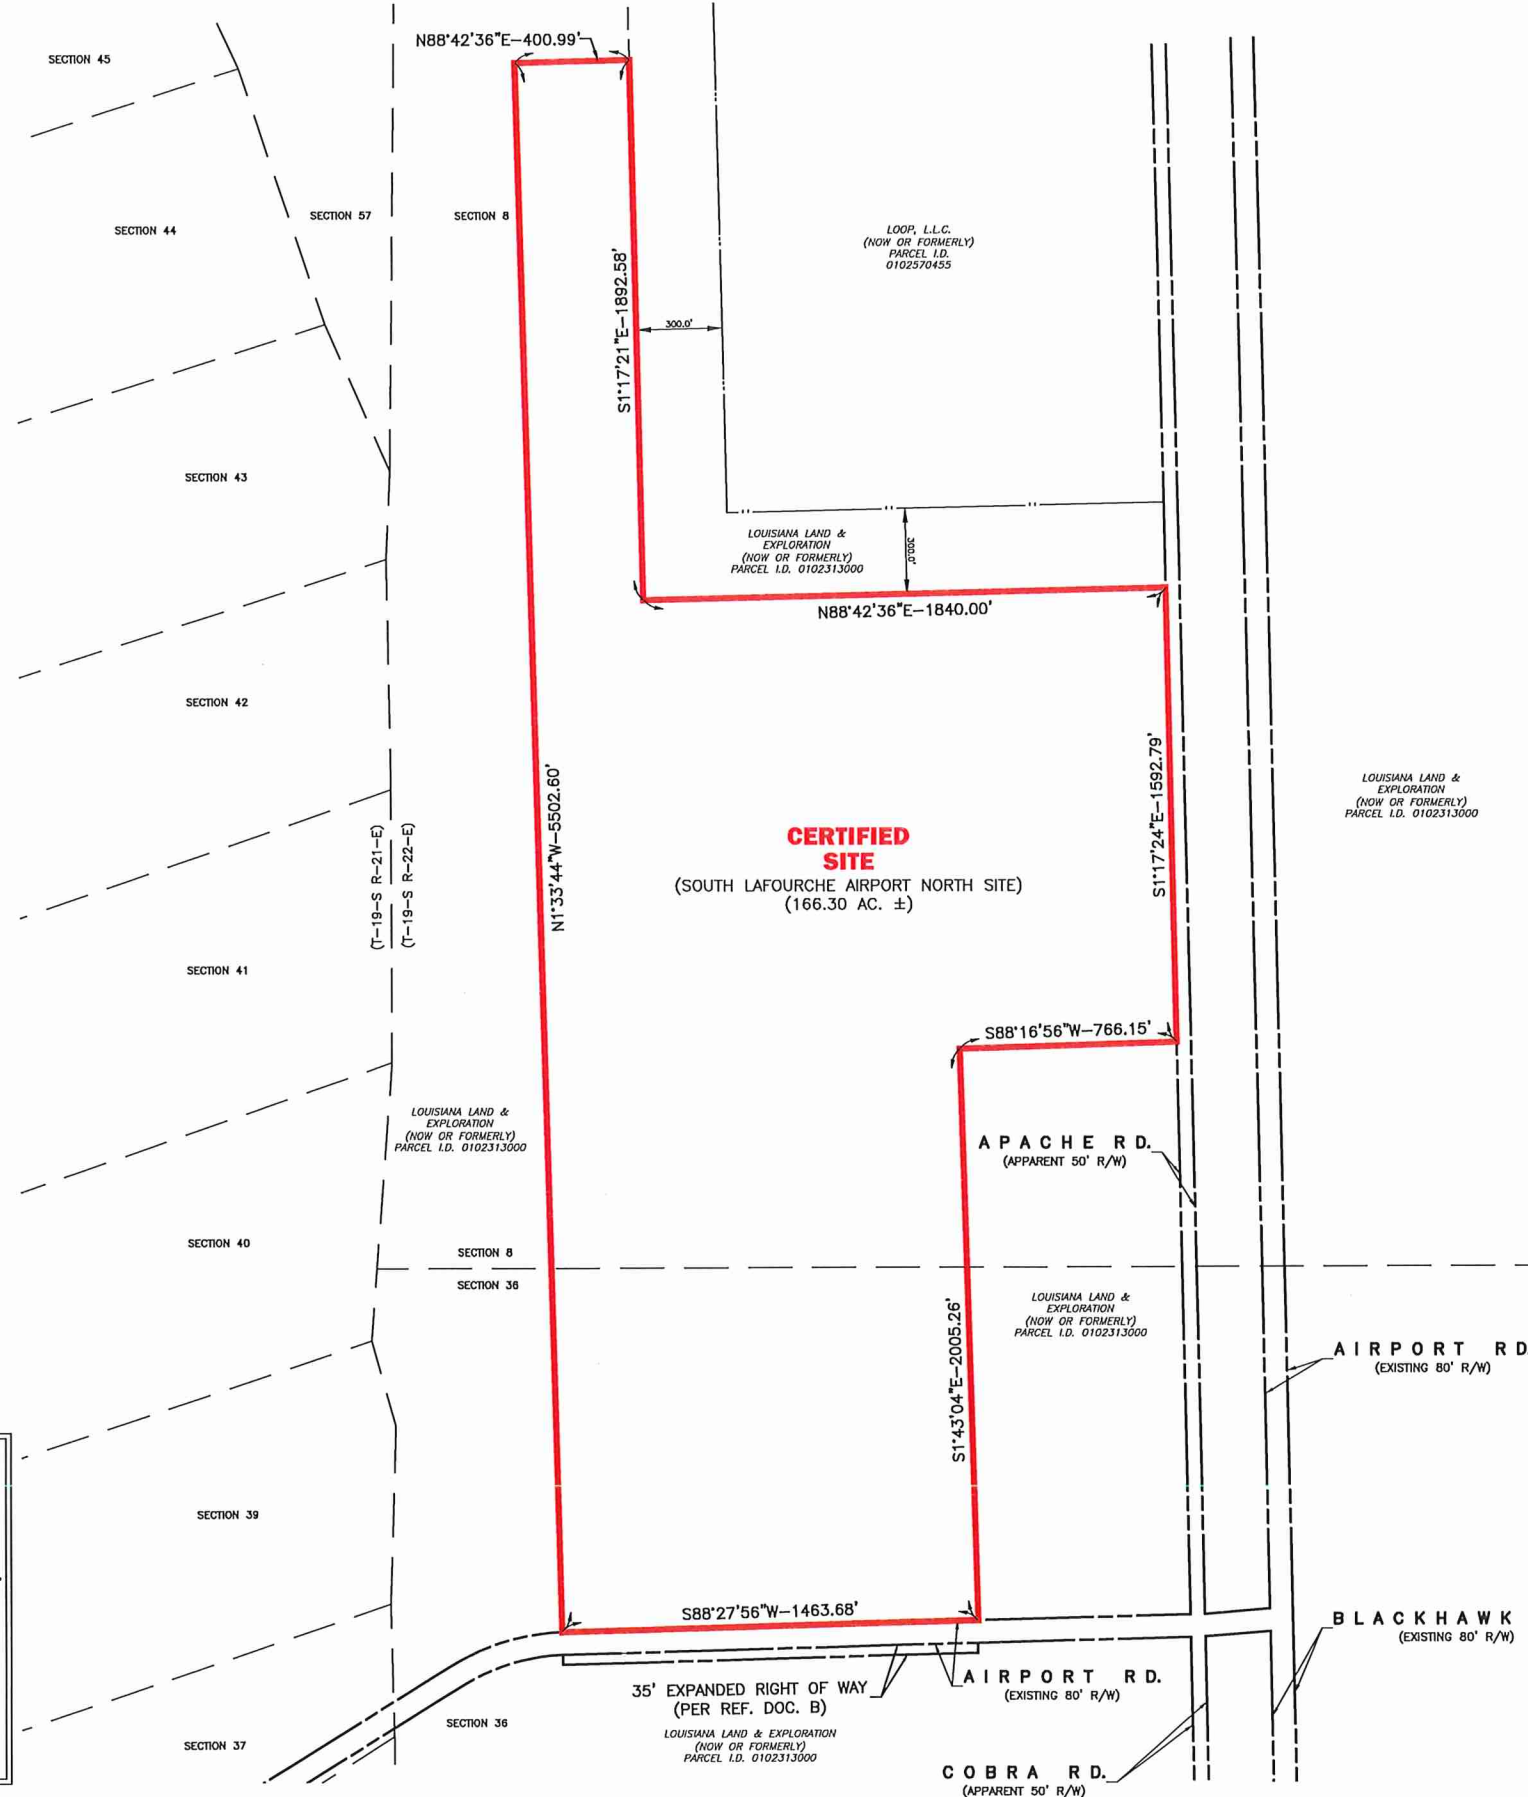 N88°42'36"E-400.99'
SECTION 45
SECTION 57
SECTION 8
SECTION 44
LOOP, L.L.C.
(NOW OR FORMERLY)
PARCEL I.D.
0102570455
S1°17'21"E-1892.58'
300.0'
SECTION 43
LOUISIANA LAND &
EXPLORATION
(NOW OR FORMERLY)
PARCEL I.D. 0102313000
300.0'
N88°42'36"E-1840.00'
SECTION 42
N1°33'44"W-5502.60'
S1°17'24"E-1592.79'
LOUISIANA LAND &
EXPLORATION
(NOW OR FORMERLY)
PARCEL I.D. 0102313000
(T-19-S R-21-E)
(T-19-S R-22-E)
CERTIFIED
SITE
(SOUTH LAFOURCHE AIRPORT NORTH SITE)
(166.30 AC. ±)
SECTION 41
S88°16'56"W-766.15'
LOUISIANA LAND &
EXPLORATION
(NOW OR FORMERLY)
PARCEL I.D. 0102313000
APACHE RD.
(APPARENT 50' R/W)
SECTION 40
SECTION 8
SECTION 36
LOUISIANA LAND &
EXPLORATION
(NOW OR FORMERLY)
PARCEL I.D. 0102313000
S1°43'04"E-2005.26'
AIRPORT RD
(EXISTING 80' R/W)
SECTION 39
S88°27'56"W-1463.68'
BLACKHAWK
(EXISTING 80' R/W)
35' EXPANDED RIGHT OF WAY
(PER REF. DOC. B)
AIRPORT RD.
(EXISTING 80' R/W)
SECTION 36
LOUISIANA LAND & EXPLORATION
(NOW OR FORMERLY)
PARCEL I.D. 0102313000
SECTION 37
COBRA RD.
(APPARENT 50' R/W)